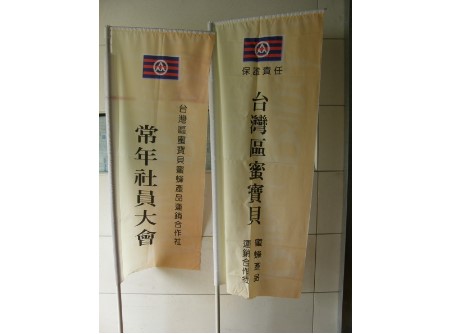 台灣區蜜寶貝蜜蜂產品運銷合作社
常年社員大會
保證責任
台灣區蜜寶貝
蜜蜂產品
運銷合作社